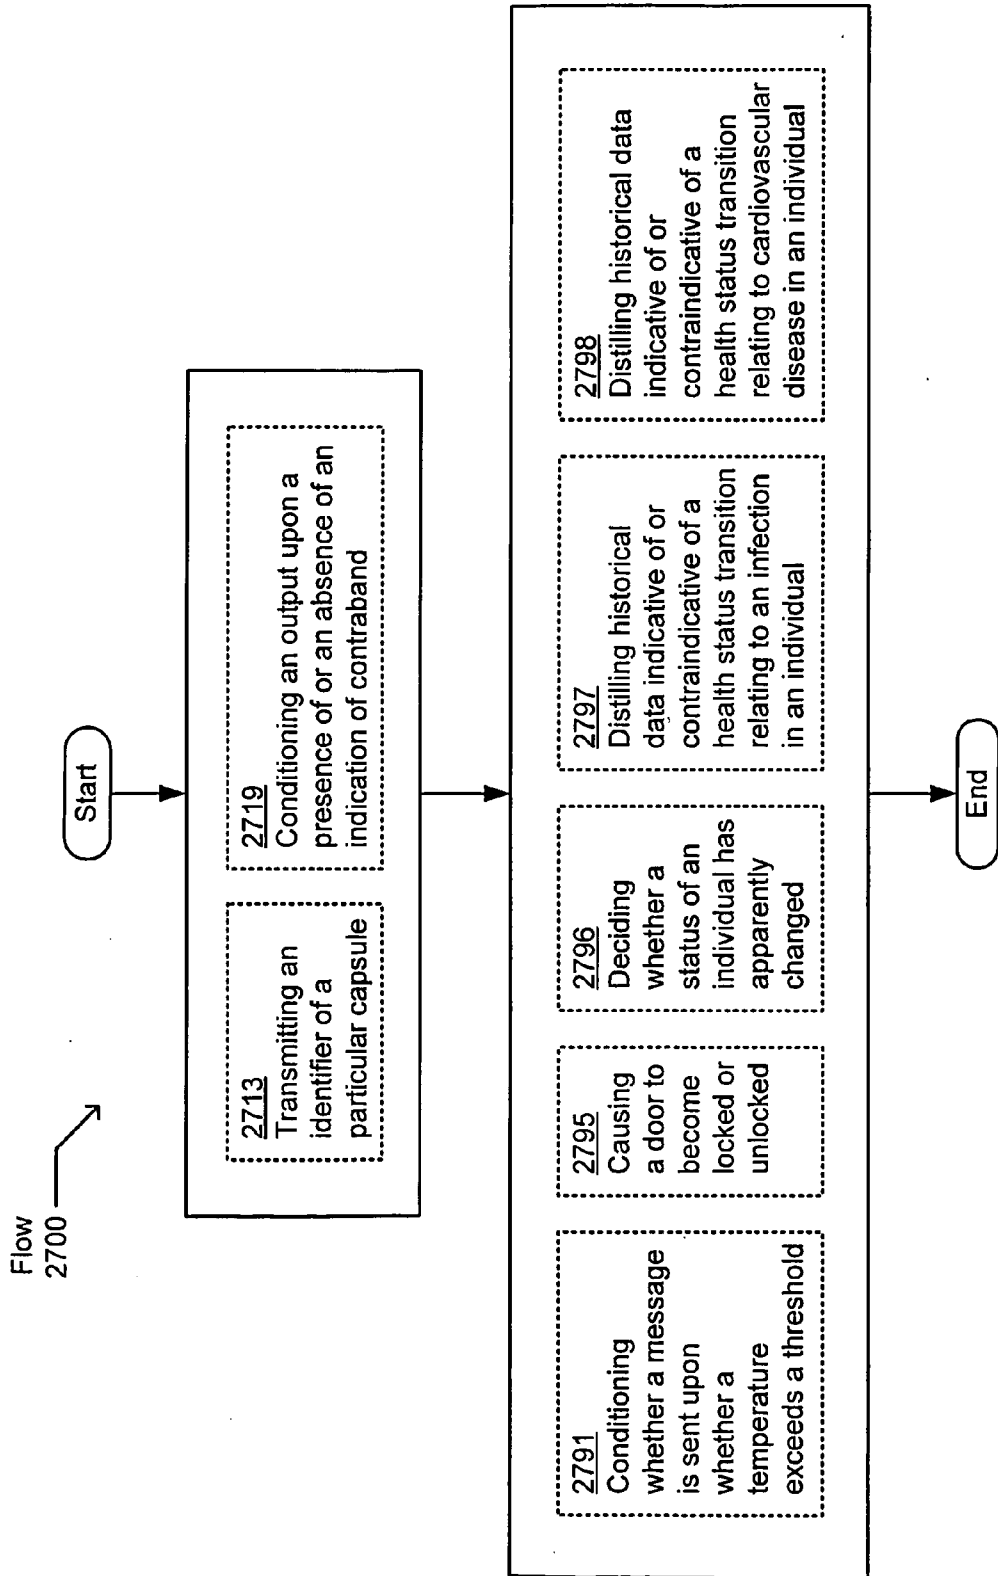 Flow
2700
Start
2713
Transmitting an
identifier of a
particular capsule
2719
Conditioning an output upon a
presence of or an absence of an
indication of contraband
2791
Conditioning
whether a message
is sent upon
whether a
temperature
exceeds a threshold
2795
Causing
a door to
become
locked or
unlocked
2796
Deciding
whether a
status of an
individual has
apparently
changed
2797
Distilling historical
data indicative of or
contraindicative of a
health status transition
relating to an infection
in an individual
2798
Distilling historical data
indicative of or
contraindicative of a
health status transition
relating to cardiovascular
disease in an individual
End